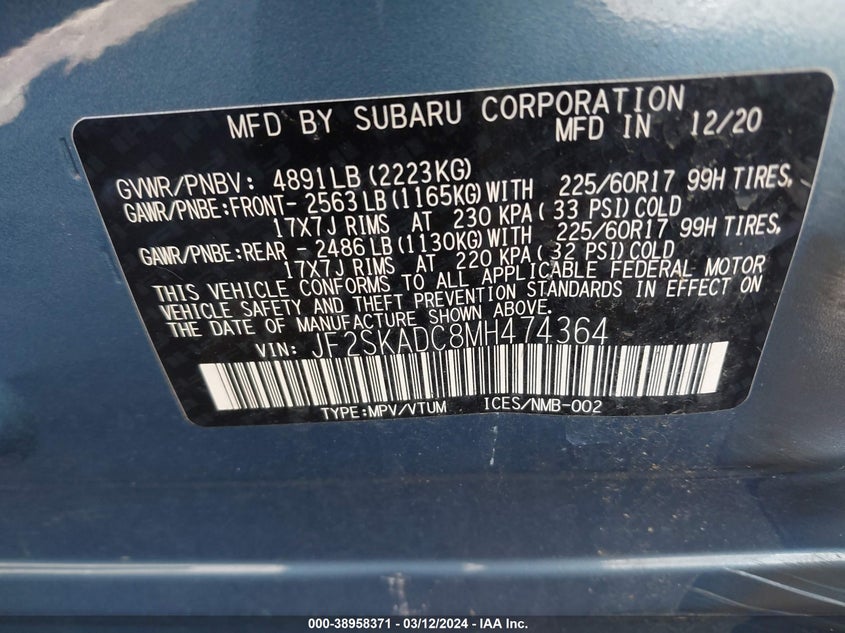 MFD BY SUBARU CORPORATION
MFD IN 12/20
GVWR/PNBV: 4891LB(2223KG)
GAWR/PNBE:FRONT-2563LB(1165KG)WITH 225/60R17 99H TIRES,
17X7J RIMS AT 230 KPA( 33 PSI)COLD
GAWR/PNBE:REAR -2486LB(1130KG)WITH 225/60R17 99H TIRES,
17X7J RIMS AT 220 KPA( 32 PSI)COLD
THIS VEHICLE CONFORMS TO ALL APPLICABLE FEDERAL MOTOR
VEHICLE SAFETY AND THEFT PREVENTION STANDARDS IN EFFECT ON
THE DATE OF MANUFACTURE SHOWN ABOVE.
VIN: JF2SKADC8MH474364
TYPE:MPV/VTUM ICES/NMB-002
000-38958371 - 03/12/2024 - IAA Inc.